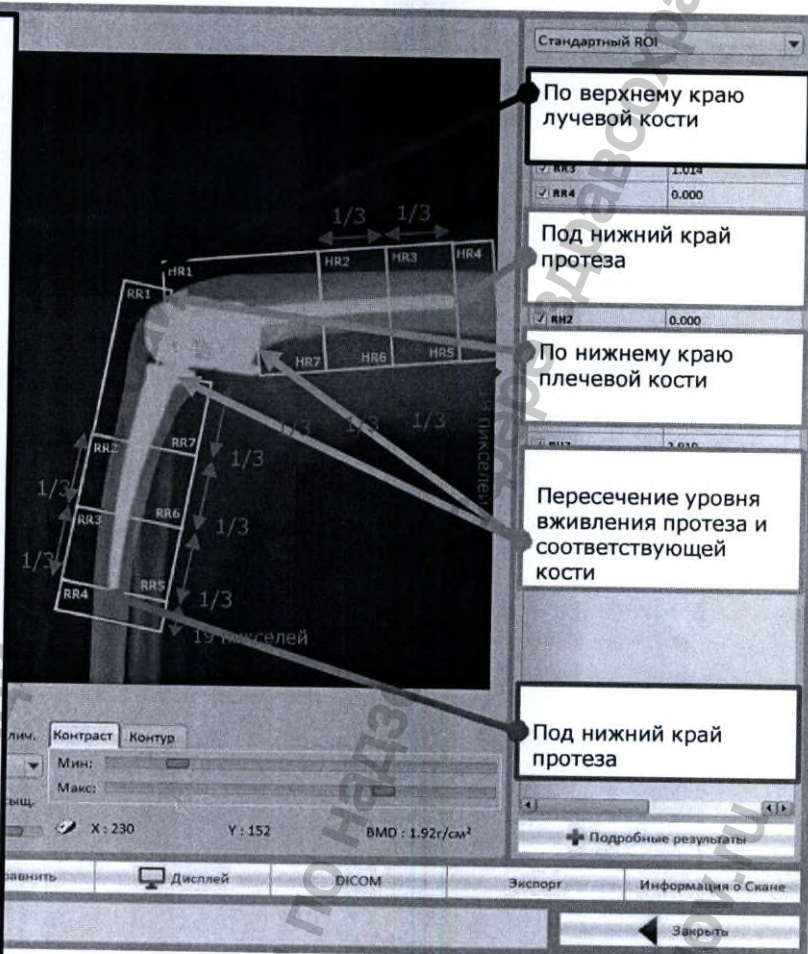 Стандартный ROI
По верхнему краю
лучевой кости
RR3 1.014
RR4 0.000
Под нижний край
протеза
RH2 0.000
По нижнему краю
плечевой кости
Пересечение уровня
вживления протеза и
соответствующей
кости
Под нижний край
протеза
1/3 1/3
HR1 HR2 HR3 HR4
RR1
HR7 HR6 HR5
1/3 1/3 1/3
пикселей
RR2 RR7
1/3
1/3
RR3 RR6
1/3
1/3
RR4 RR5
1/3
19 пикселей
Контраст Контур
Мин:
Макс:
X : 230 Y : 152 BMD : 1.92г/см²
Подробные результаты
Дисплей DICOM Экспорт Информация о Скане
Закрыть